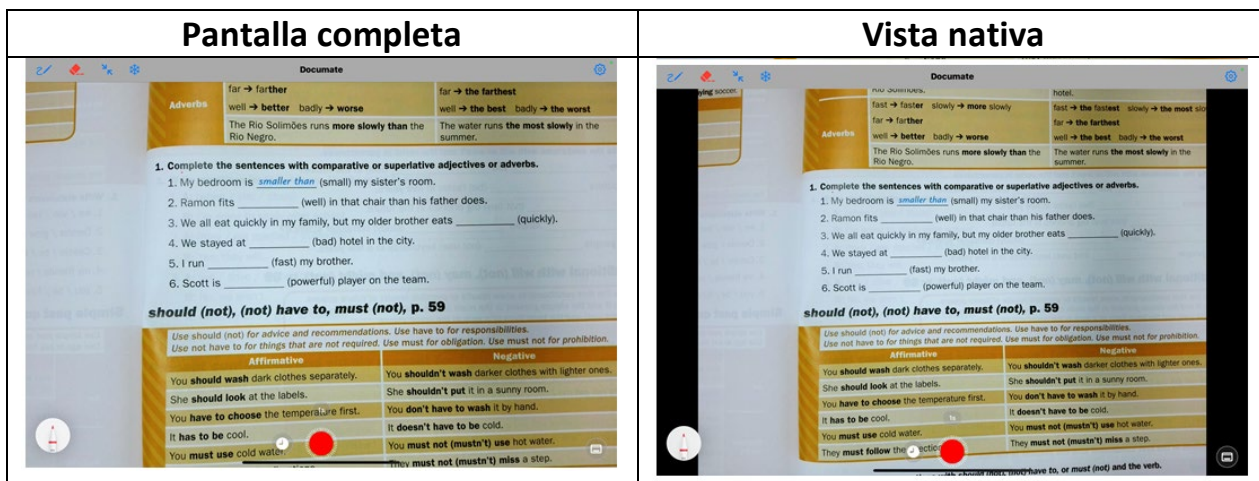 Pantalla completa
Documate
far → farther far → the farthest
Adverbs
well → better badly → worse well → the best badly → the worst
The Rio Solimões runs more slowly than the The water runs the most slowly in the
Rio Negro. summer.
1. Complete the sentences with comparative or superlative adjectives or adverbs.
1. My bedroom is smaller than (small) my sister's room.
2. Ramon fits __________ (well) in that chair than his father does.
3. We all eat quickly in my family, but my older brother eats __________ (quickly).
4. We stayed at __________ (bad) hotel in the city.
5. I run __________ (fast) my brother.
6. Scott is __________ (powerful) player on the team.
should (not), (not) have to, must (not), p. 59
Use should (not) for advice and recommendations. Use have to for responsibilities.
Use not have to for things that are not required. Use must for obligation. Use must not for prohibition.
Affirmative Negative
You should wash dark clothes separately. You shouldn't wash darker clothes with lighter ones.
She should look at the labels. She shouldn't put it in a sunny room.
You have to choose the temperature first. You don't have to wash it by hand.
It has to be cool. It doesn't have to be cold.
You must use cold water. You must not (mustn't) use hot water.
They must not (mustn't) miss a step.
Vista nativa
Documate
soccer. hotel.
fast → faster slowly → more slowly fast → the fastest slowly → the most
far → farther far → the farthest
Adverbs
well → better badly → worse well → the best badly → the worst
The Rio Solimões runs more slowly than the The water runs the most slowly in the
Rio Negro. summer.
1. Complete the sentences with comparative or superlative adjectives or adverbs.
1. My bedroom is smaller than (small) my sister's room.
2. Ramon fits __________ (well) in that chair than his father does.
3. We all eat quickly in my family, but my older brother eats __________ (quickly).
4. We stayed at __________ (bad) hotel in the city.
5. I run __________ (fast) my brother.
6. Scott is __________ (powerful) player on the team.
should (not), (not) have to, must (not), p. 59
Use should (not) for advice and recommendations. Use have to for responsibilities.
Use not have to for things that are not required. Use must for obligation. Use must not for prohibition.
Affirmative Negative
You should wash dark clothes separately. You shouldn't wash darker clothes with lighter ones.
She should look at the labels. She shouldn't put it in a sunny room.
You have to choose the temperature first. You don't have to wash it by hand.
It has to be cool. It doesn't have to be cold.
You must use cold water. You must not (mustn't) use hot water.
They must follow the They must not (mustn't) miss a step.
have to, or must (not) and the verb.